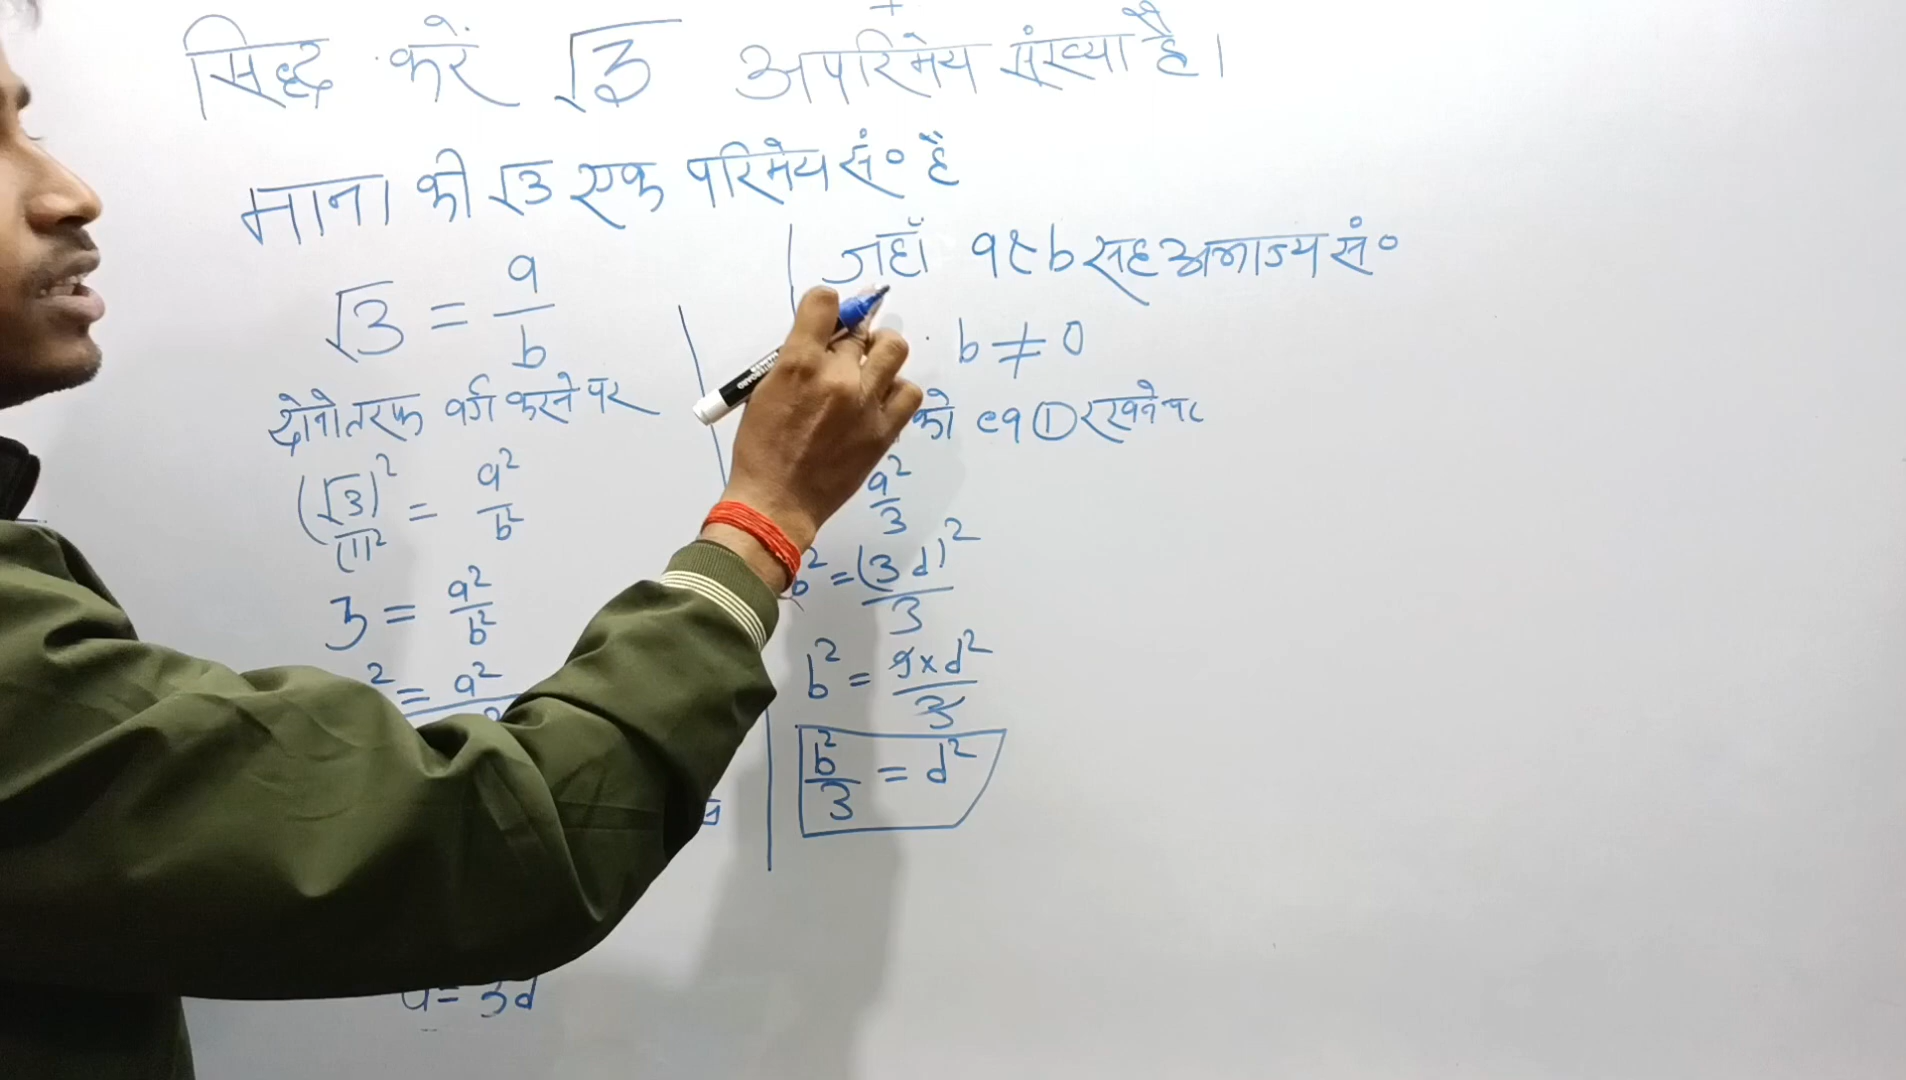 सिद्ध करें √3 अपरिमेय संख्या है।
माना की √3 एक परिमेय सं० है
√3 = a/b
दोनो तरफ वर्ग करने पर
(√3)²/(1)² = a²/b²
3 = a²/b²
² = a²
a = 3d
जहाँ a & b सह अभाज्य सं०
b ≠ 0
को eq ① रखने पर
a²/3
b² = (3d)²/3
b² = 9×d²/3
b²/3 = d²